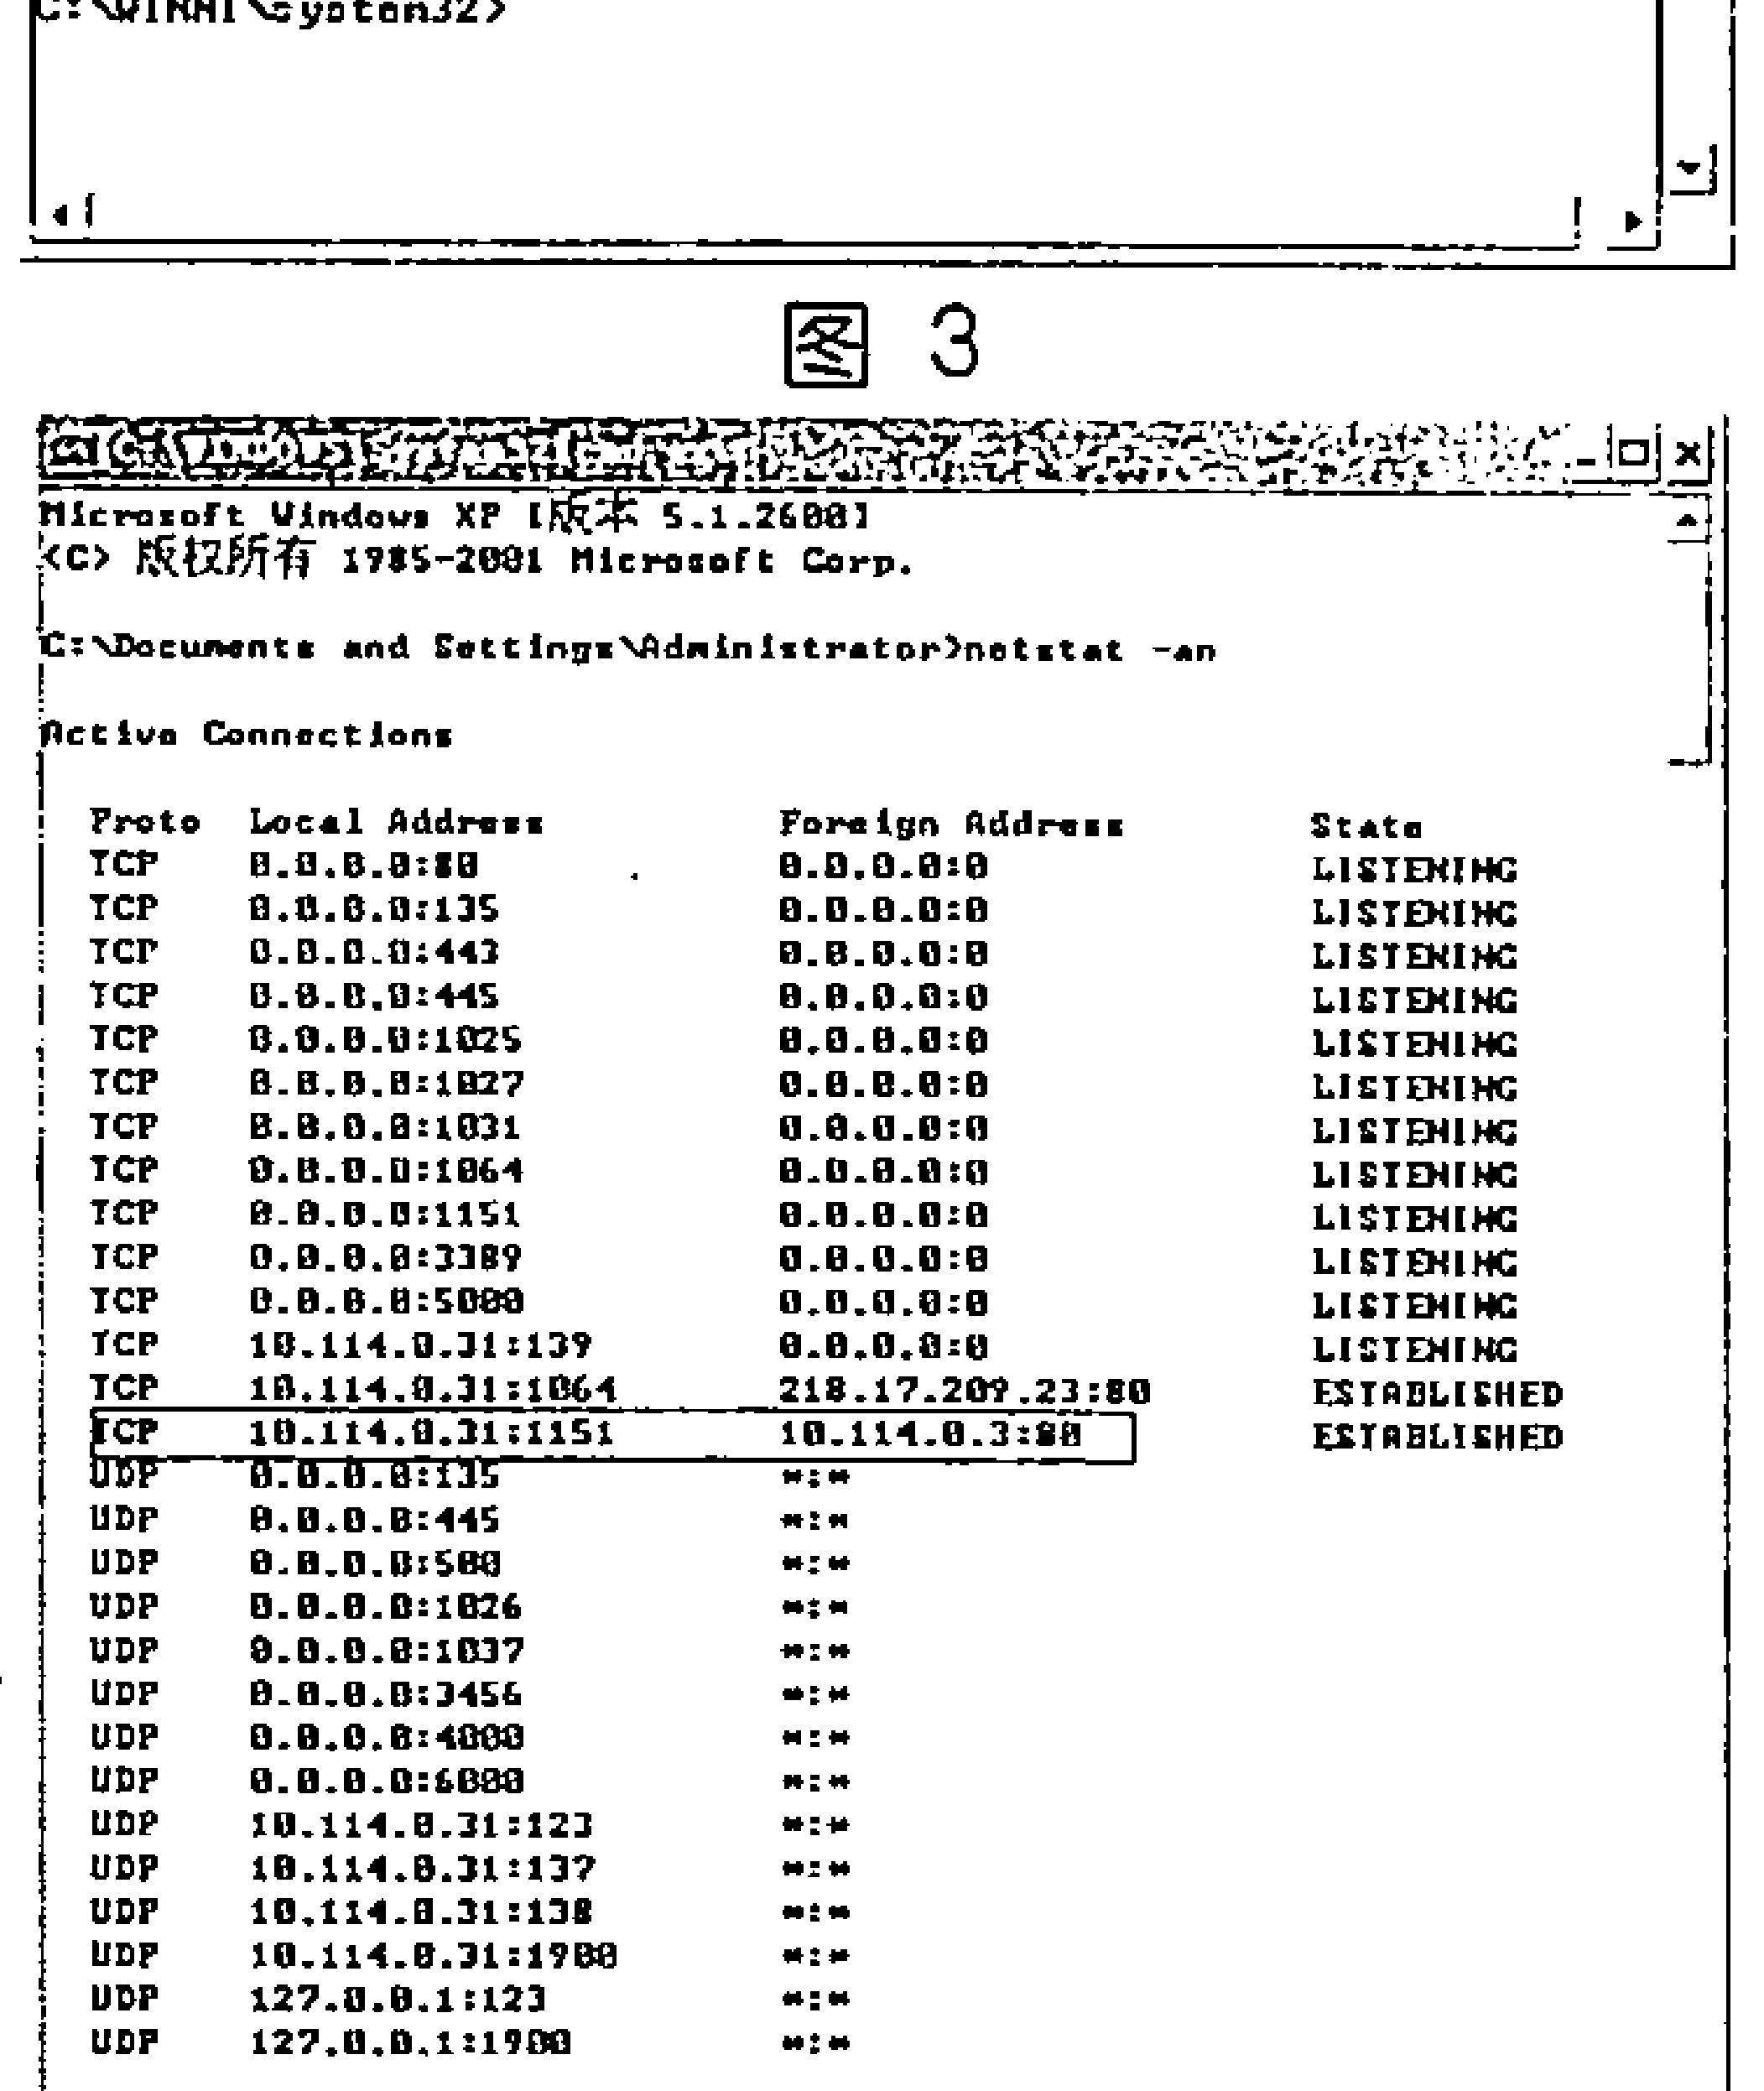 C:\WINNT\system32>
图 3
Microsoft Windows XP [版本 5.1.2600]
<C> 版权所有 1985-2001 Microsoft Corp.
C:\Documents and Settings\Administrator>netstat -an
Active Connections
Proto Local Address Foreign Address State
TCP 0.0.0.0:80 0.0.0.0:0 LISTENING
TCP 0.0.0.0:135 0.0.0.0:0 LISTENING
TCP 0.0.0.0:443 0.0.0.0:0 LISTENING
TCP 0.0.0.0:445 0.0.0.0:0 LISTENING
TCP 0.0.0.0:1025 0.0.0.0:0 LISTENING
TCP 0.0.0.0:1027 0.0.0.0:0 LISTENING
TCP 0.0.0.0:1031 0.0.0.0:0 LISTENING
TCP 0.0.0.0:1064 0.0.0.0:0 LISTENING
TCP 0.0.0.0:1151 0.0.0.0:0 LISTENING
TCP 0.0.0.0:3389 0.0.0.0:0 LISTENING
TCP 0.0.0.0:5000 0.0.0.0:0 LISTENING
TCP 10.114.0.31:139 0.0.0.0:0 LISTENING
TCP 10.114.0.31:1064 218.17.209.23:80 ESTABLISHED
TCP 10.114.0.31:1151 10.114.0.3:80 ESTABLISHED
UDP 0.0.0.0:135 *:*
UDP 0.0.0.0:445 *:*
UDP 0.0.0.0:500 *:*
UDP 0.0.0.0:1026 *:*
UDP 0.0.0.0:1037 *:*
UDP 0.0.0.0:3456 *:*
UDP 0.0.0.0:4000 *:*
UDP 0.0.0.0:6000 *:*
UDP 10.114.0.31:123 *:*
UDP 10.114.0.31:137 *:*
UDP 10.114.0.31:138 *:*
UDP 10.114.0.31:1900 *:*
UDP 127.0.0.1:123 *:*
UDP 127.0.0.1:1900 *:*